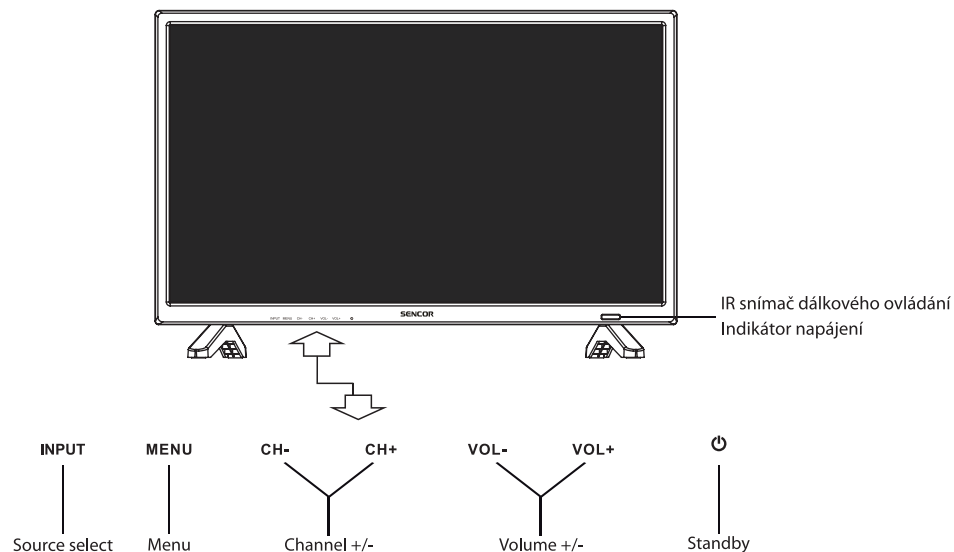 INPUT MENU CH- CH+ VOL- VOL+
SENCOR
IR snímač dálkového ovládání
Indikátor napájení
INPUT MENU CH- CH+ VOL- VOL+
Source select Menu Channel +/- Volume +/- Standby